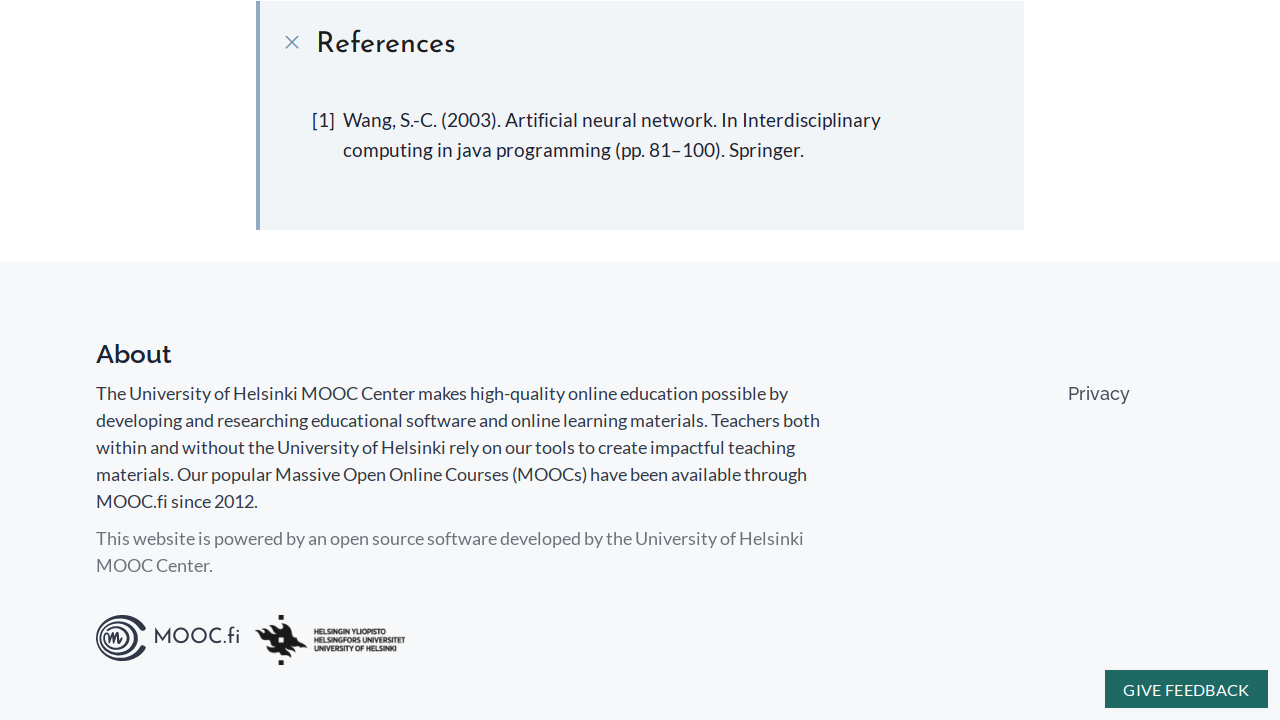 References
[1] Wang, S.-C. (2003). Artificial neural network. In Interdisciplinary
computing in java programming (pp. 81–100). Springer.
About
The University of Helsinki MOOC Center makes high-quality online education possible by
developing and researching educational software and online learning materials. Teachers both
within and without the University of Helsinki rely on our tools to create impactful teaching
materials. Our popular Massive Open Online Courses (MOOCs) have been available through
MOOC.fi since 2012.
This website is powered by an open source software developed by the University of Helsinki
MOOC Center.
Privacy
MOOC.fi
HELSINGIN YLIOPISTO
HELSINGFORS UNIVERSITET
UNIVERSITY OF HELSINKI
GIVE FEEDBACK